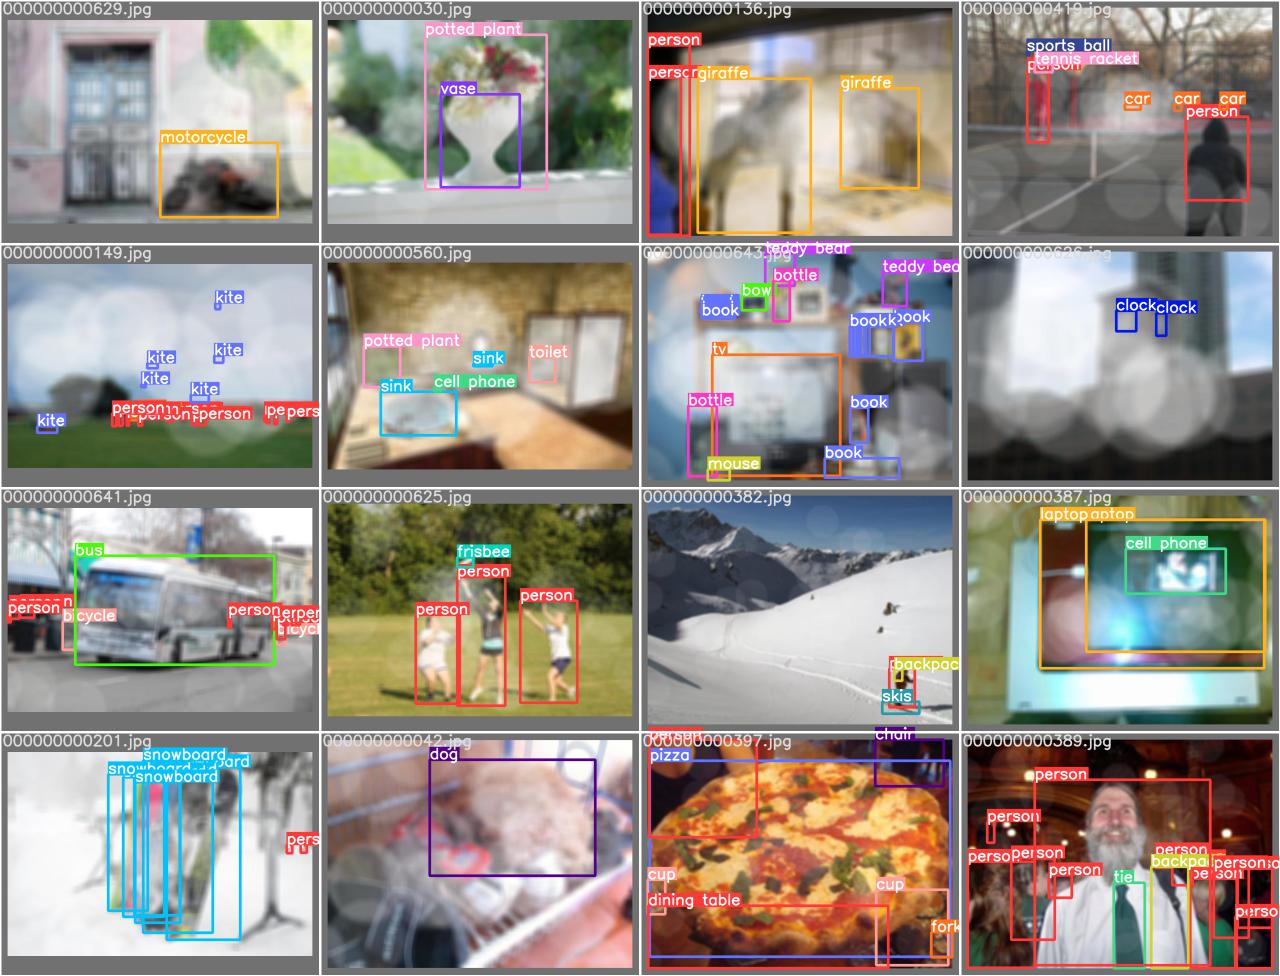 000000000629.jpg
motorcycle
000000000030.jpg
potted plant
vase
000000000136.jpg
person
person
giraffe
giraffe
000000000419.jpg
sports ball
tennis racket
person
car
car
car
person
000000000149.jpg
kite
kite
kite
kite
kite
kite
person
person
person
pers
000000000560.jpg
potted plant
sink
toilet
sink
cell phone
000000000643.jpg
teddy bear
bottle
teddy bea
bow
book
book
book
tv
bottle
book
book
mouse
clock
clock
000000000641.jpg
bus
person
bicycle
person
bicycl
000000000625.jpg
frisbee
person
person
person
000000000382.jpg
backpac
skis
000000000387.jpg
laptop
laptop
cell phone
000000000201.jpg
snowboard
snowboard
snowboard
pers
000000000042.jpg
dog
000000000397.jpg
person
chair
pizza
cup
cup
dining table
fork
000000000389.jpg
person
person
person
person
person
person
backpa
person
tie
person
perso